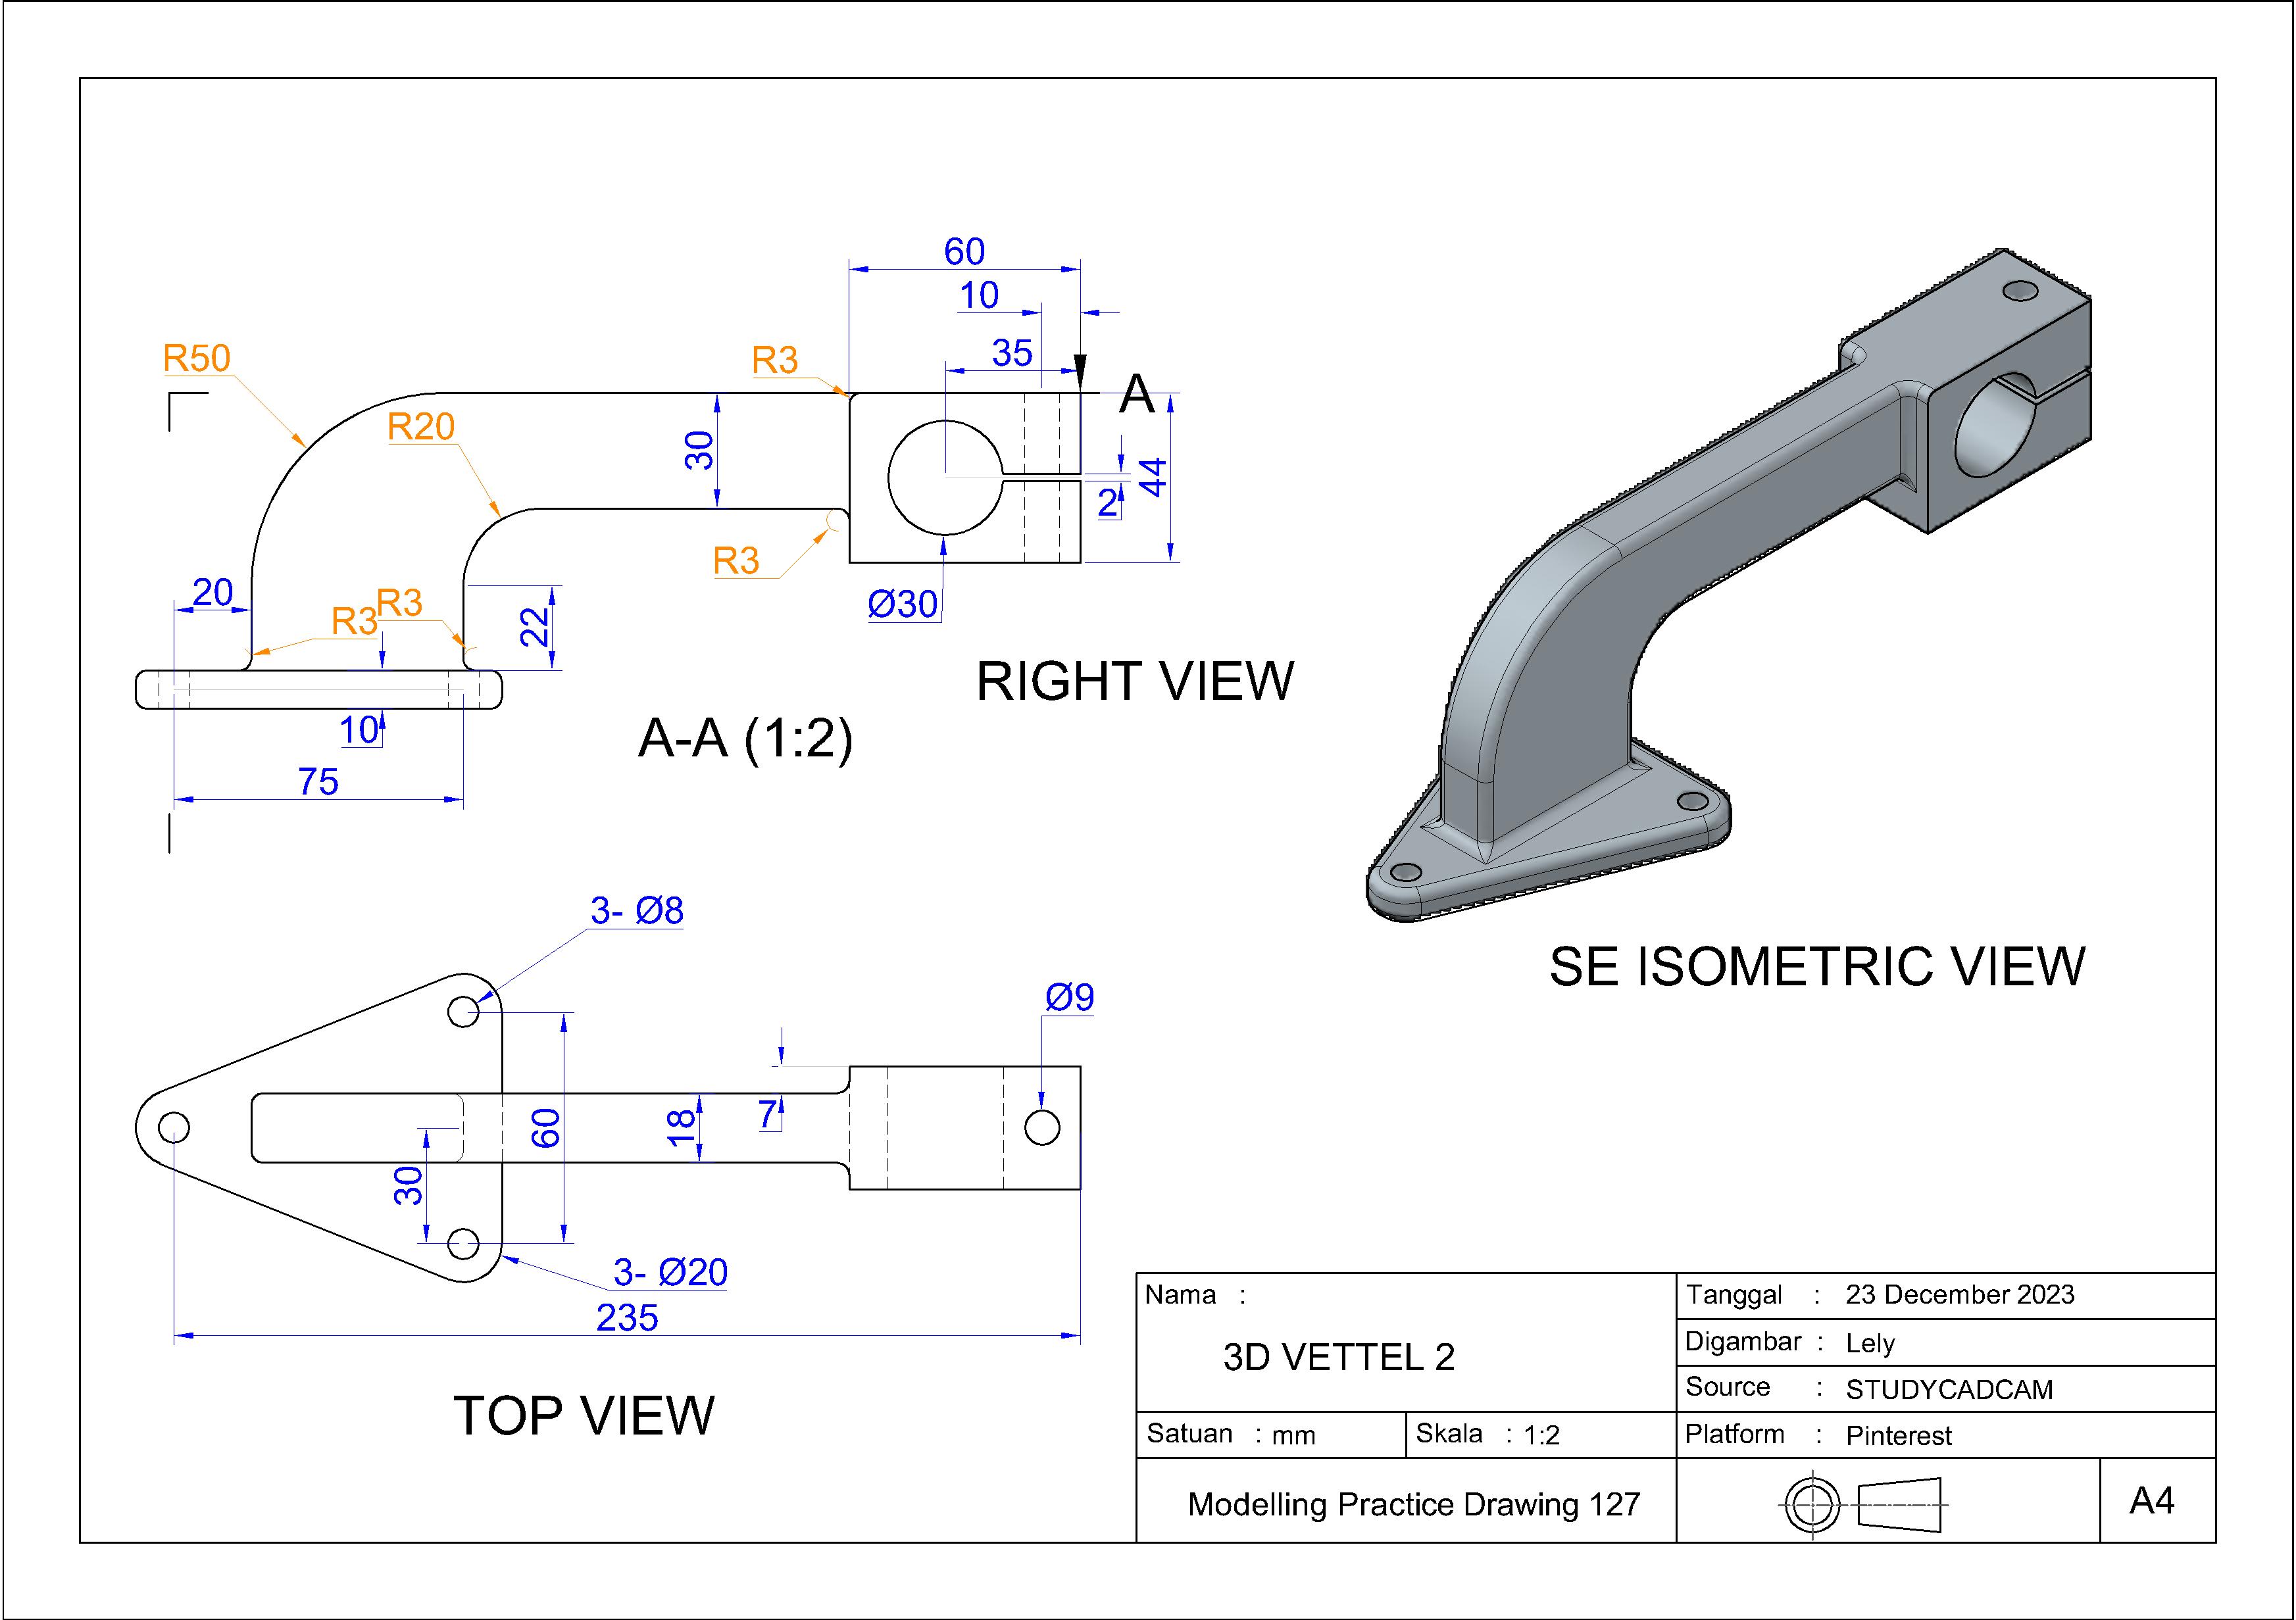 60
10
35
R50
R3
A
R20
30
44
2
R3
Ø30
20
R3
R3
22
10
75
A-A (1:2)
RIGHT VIEW
3- Ø8
Ø9
7
18
60
30
3- Ø20
235
TOP VIEW
SE ISOMETRIC VIEW
Nama :
3D VETTEL 2
Tanggal : 23 December 2023
Digambar : Lely
Source : STUDYCADCAM
Satuan : mm
Skala : 1:2
Platform : Pinterest
Modelling Practice Drawing 127
A4